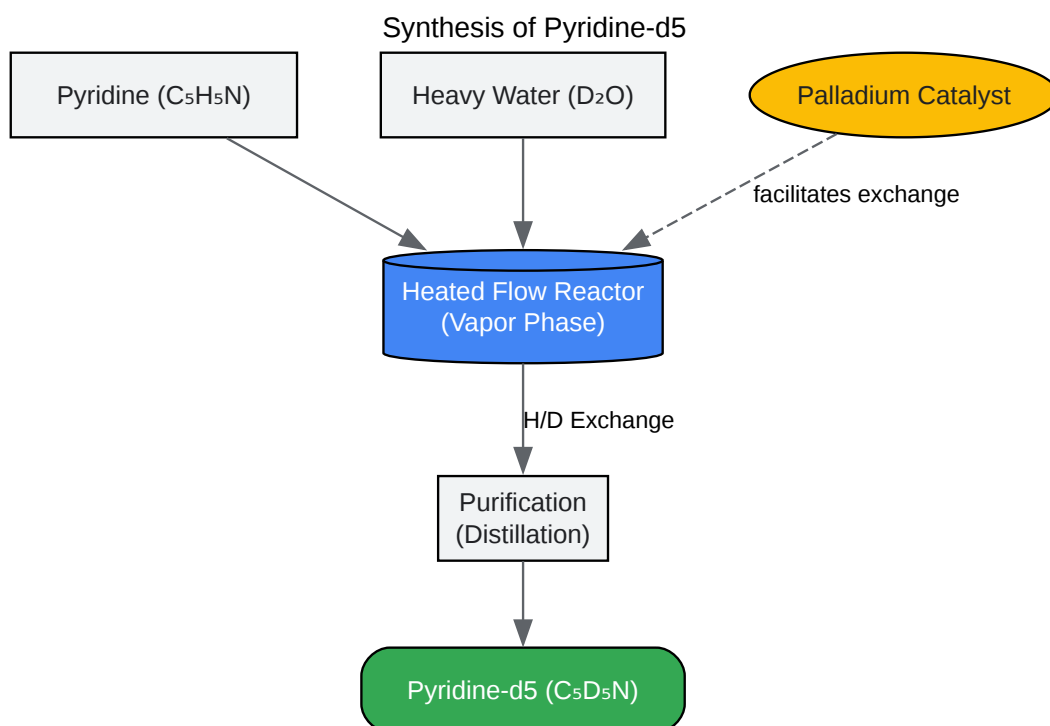 Synthesis of Pyridine-d5
Pyridine (C₅H₅N)
Heavy Water (D₂O)
Palladium Catalyst
facilitates exchange
Heated Flow Reactor
(Vapor Phase)
H/D Exchange
Purification
(Distillation)
Pyridine-d5 (C₅D₅N)